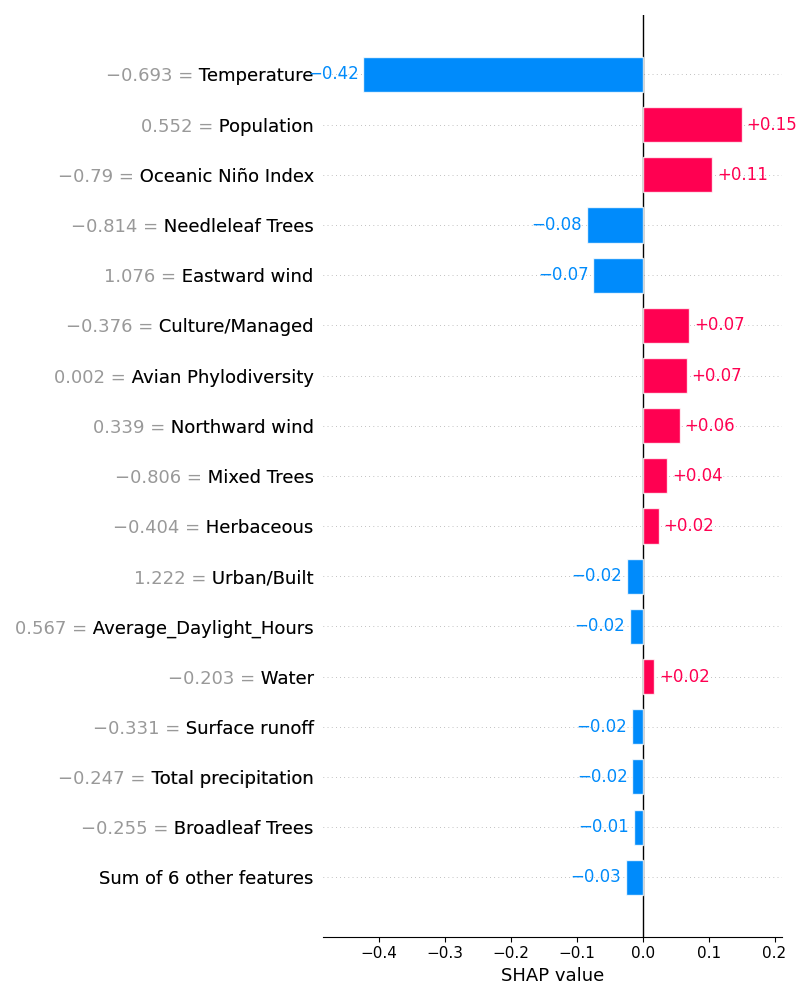 −0.693 = Temperature −0.42
0.552 = Population +0.15
−0.79 = Oceanic Niño Index +0.11
−0.814 = Needleleaf Trees −0.08
1.076 = Eastward wind −0.07
−0.376 = Culture/Managed +0.07
0.002 = Avian Phylodiversity +0.07
0.339 = Northward wind +0.06
−0.806 = Mixed Trees +0.04
−0.404 = Herbaceous +0.02
1.222 = Urban/Built −0.02
0.567 = Average_Daylight_Hours −0.02
−0.203 = Water +0.02
−0.331 = Surface runoff −0.02
−0.247 = Total precipitation −0.02
−0.255 = Broadleaf Trees −0.01
Sum of 6 other features −0.03
−0.4 −0.3 −0.2 −0.1 0.0 0.1 0.2
SHAP value